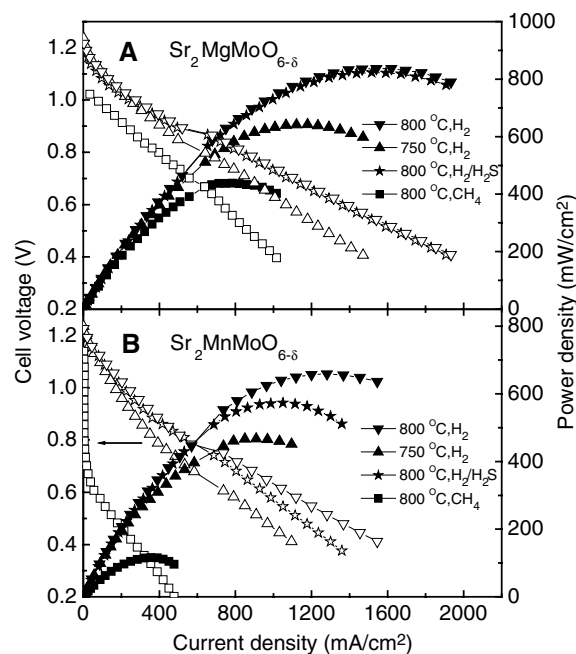 A Sr₂MgMoO₆₋δ
1.2
1.0
0.8
0.6
0.4
0.2
1000
800
600
400
200
0
800 °C,H₂
750 °C,H₂
800 °C,H₂/H₂S
800 °C,CH₄
Cell voltage (V)
Power density (mW/cm²)
B Sr₂MnMoO₆₋δ
1.2
1.0
0.8
0.6
0.4
0.2
800
600
400
200
0
800 °C,H₂
750 °C,H₂
800 °C,H₂/H₂S
800 °C,CH₄
0 400 800 1200 1600 2000
Current density (mA/cm²)